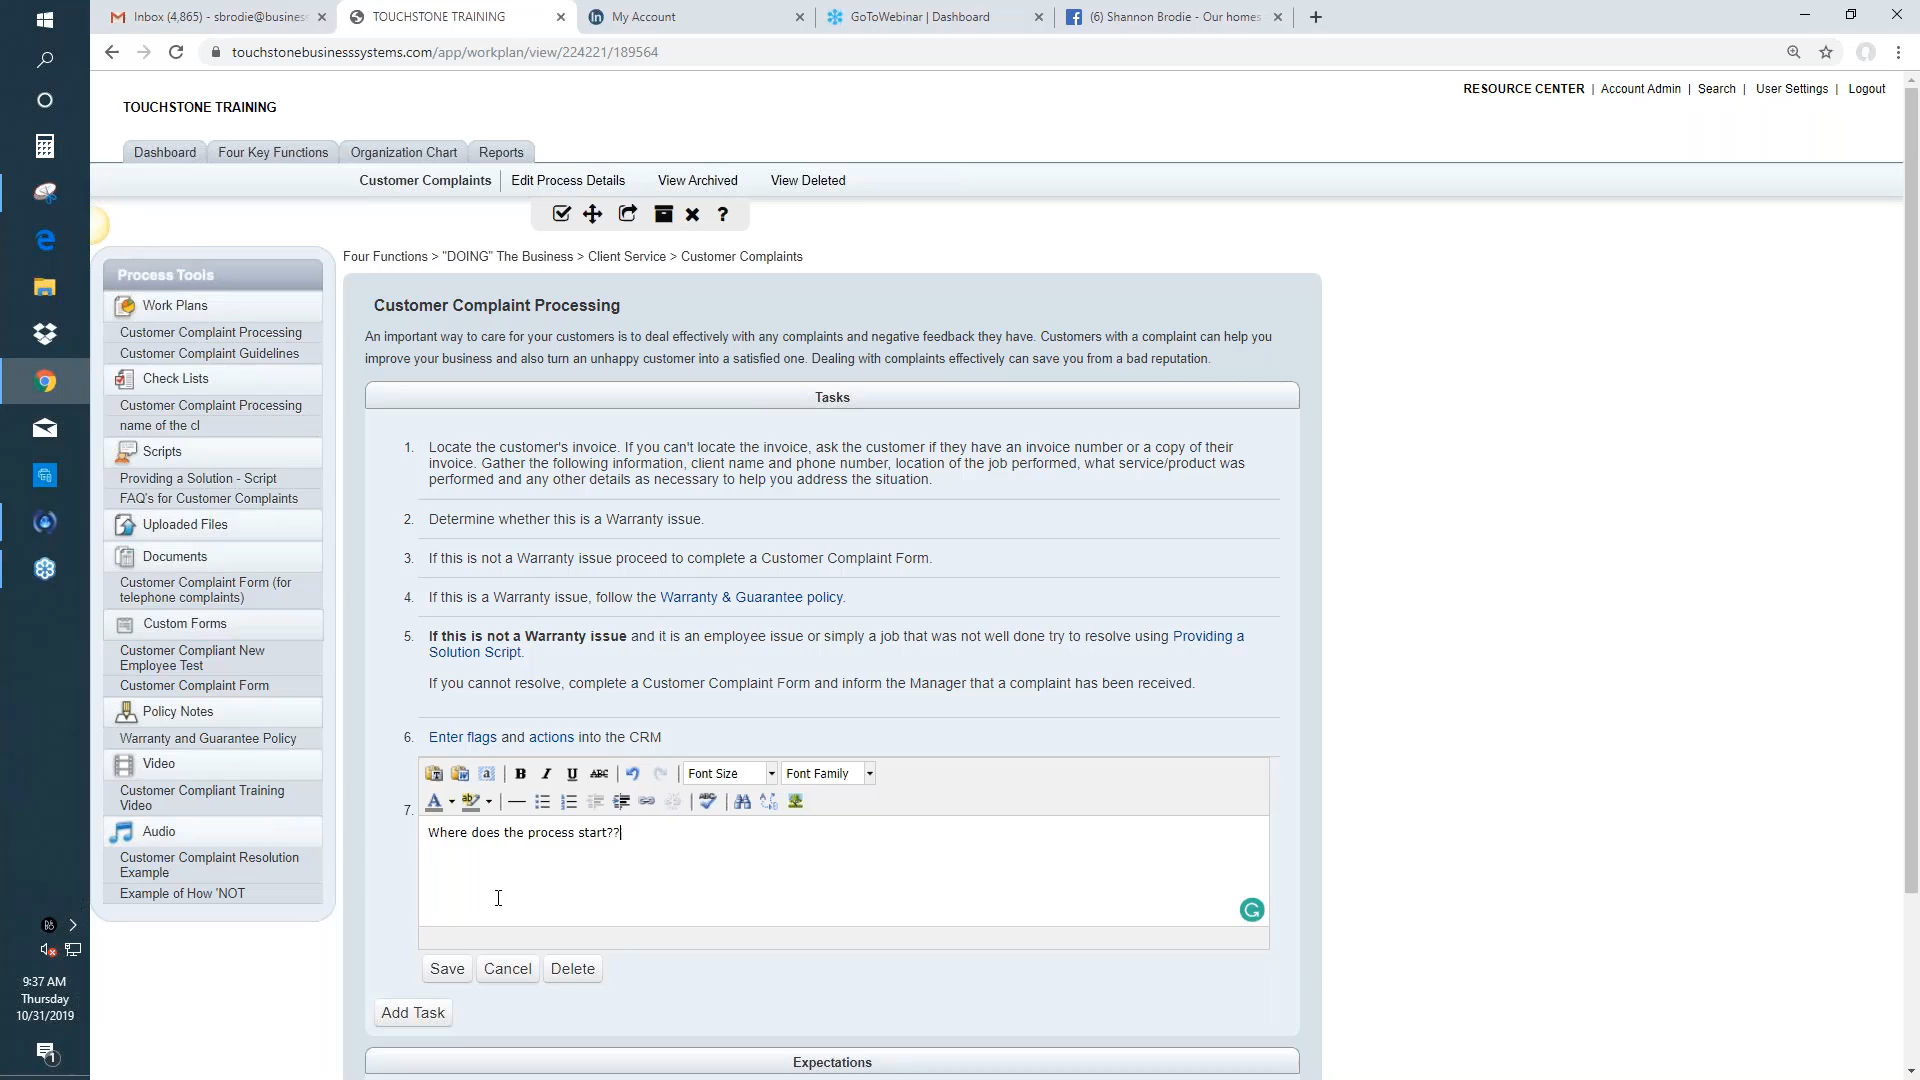 Inbox (4,865) - sbrodie@busines
TOUCHSTONE TRAINING
My Account
GoToWebinar | Dashboard
(6) Shannon Brodie - Our homes
touchstonebusinesssystems.com/app/workplan/view/224221/189564
RESOURCE CENTER | Account Admin | Search | User Settings | Logout
TOUCHSTONE TRAINING
Dashboard
Four Key Functions
Organization Chart
Reports
Customer Complaints
Edit Process Details
View Archived
View Deleted
Four Functions > "DOING" The Business > Client Service > Customer Complaints
Process Tools
Work Plans
Customer Complaint Processing
Customer Complaint Guidelines
Check Lists
Customer Complaint Processing
name of the cl
Scripts
Providing a Solution - Script
FAQ's for Customer Complaints
Uploaded Files
Documents
Customer Complaint Form (for
telephone complaints)
Custom Forms
Customer Compliant New
Employee Test
Customer Complaint Form
Policy Notes
Warranty and Guarantee Policy
Video
Customer Compliant Training
Video
Audio
Customer Complaint Resolution
Example
Example of How 'NOT
Customer Complaint Processing
An important way to care for your customers is to deal effectively with any complaints and negative feedback they have. Customers with a complaint can help you
improve your business and also turn an unhappy customer into a satisfied one. Dealing with complaints effectively can save you from a bad reputation.
Tasks
1. Locate the customer's invoice. If you can't locate the invoice, ask the customer if they have an invoice number or a copy of their
invoice. Gather the following information, client name and phone number, location of the job performed, what service/product was
performed and any other details as necessary to help you address the situation.
2. Determine whether this is a Warranty issue.
3. If this is not a Warranty issue proceed to complete a Customer Complaint Form.
4. If this is a Warranty issue, follow the Warranty & Guarantee policy.
5. If this is not a Warranty issue and it is an employee issue or simply a job that was not well done try to resolve using Providing a
Solution Script.
If you cannot resolve, complete a Customer Complaint Form and inform the Manager that a complaint has been received.
6. Enter flags and actions into the CRM
Font Size
Font Family
7.
Where does the process start??
Save
Cancel
Delete
Add Task
Expectations
9:37 AM
Thursday
10/31/2019
1